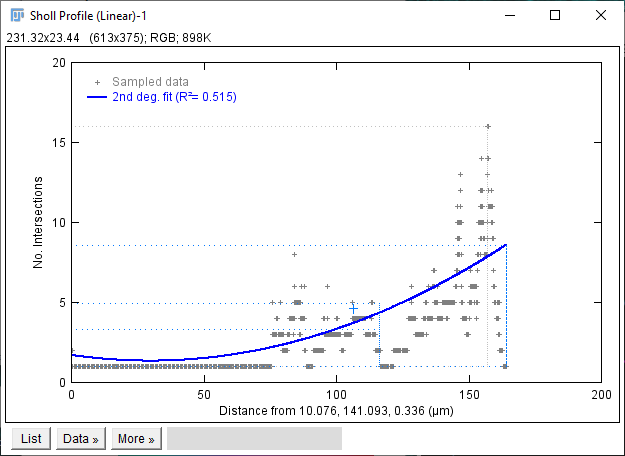 Sholl Profile (Linear)-1
231.32x23.44 (613x375); RGB; 898K
20
Sampled data
2nd deg. fit (R²= 0.515)
15
No. Intersections
10
5
0
0 50 100 150 200
Distance from 10.076, 141.093, 0.336 (µm)
List Data » More »